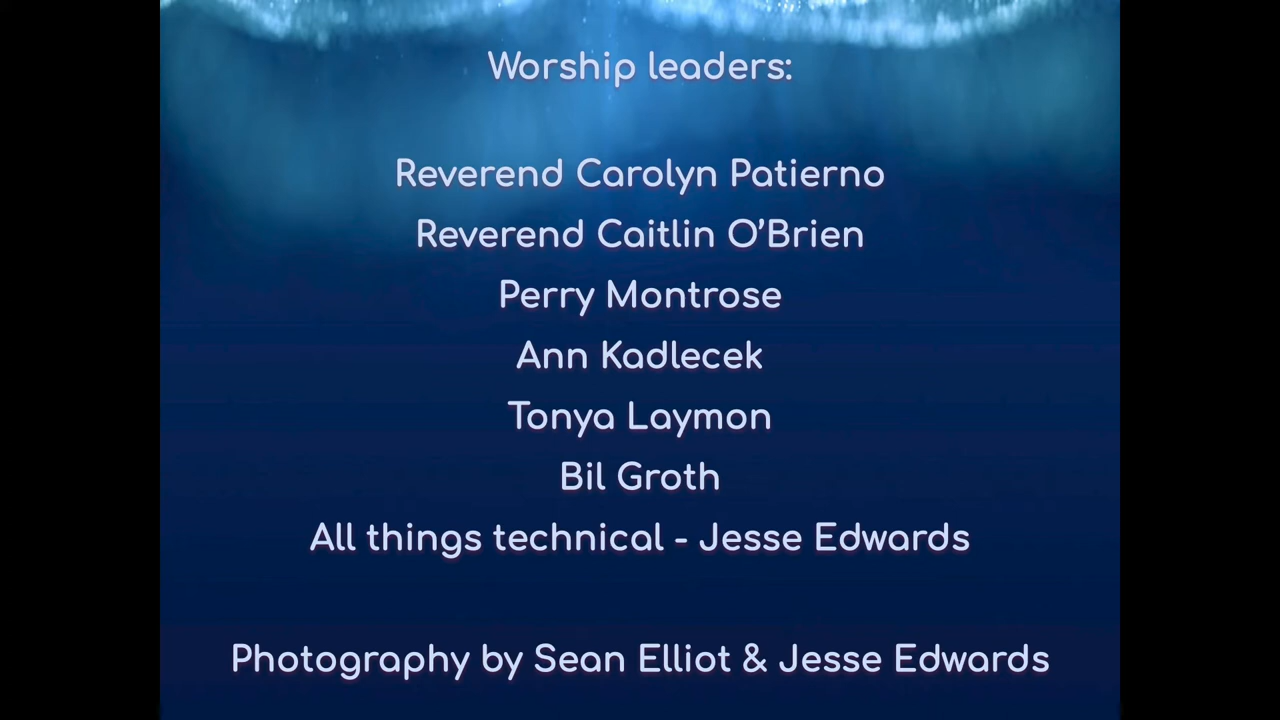 Worship leaders:
Reverend Carolyn Patierno
Reverend Caitlin O’Brien
Perry Montrose
Ann Kadlecek
Tonya Laymon
Bil Groth
All things technical - Jesse Edwards
Photography by Sean Elliot & Jesse Edwards